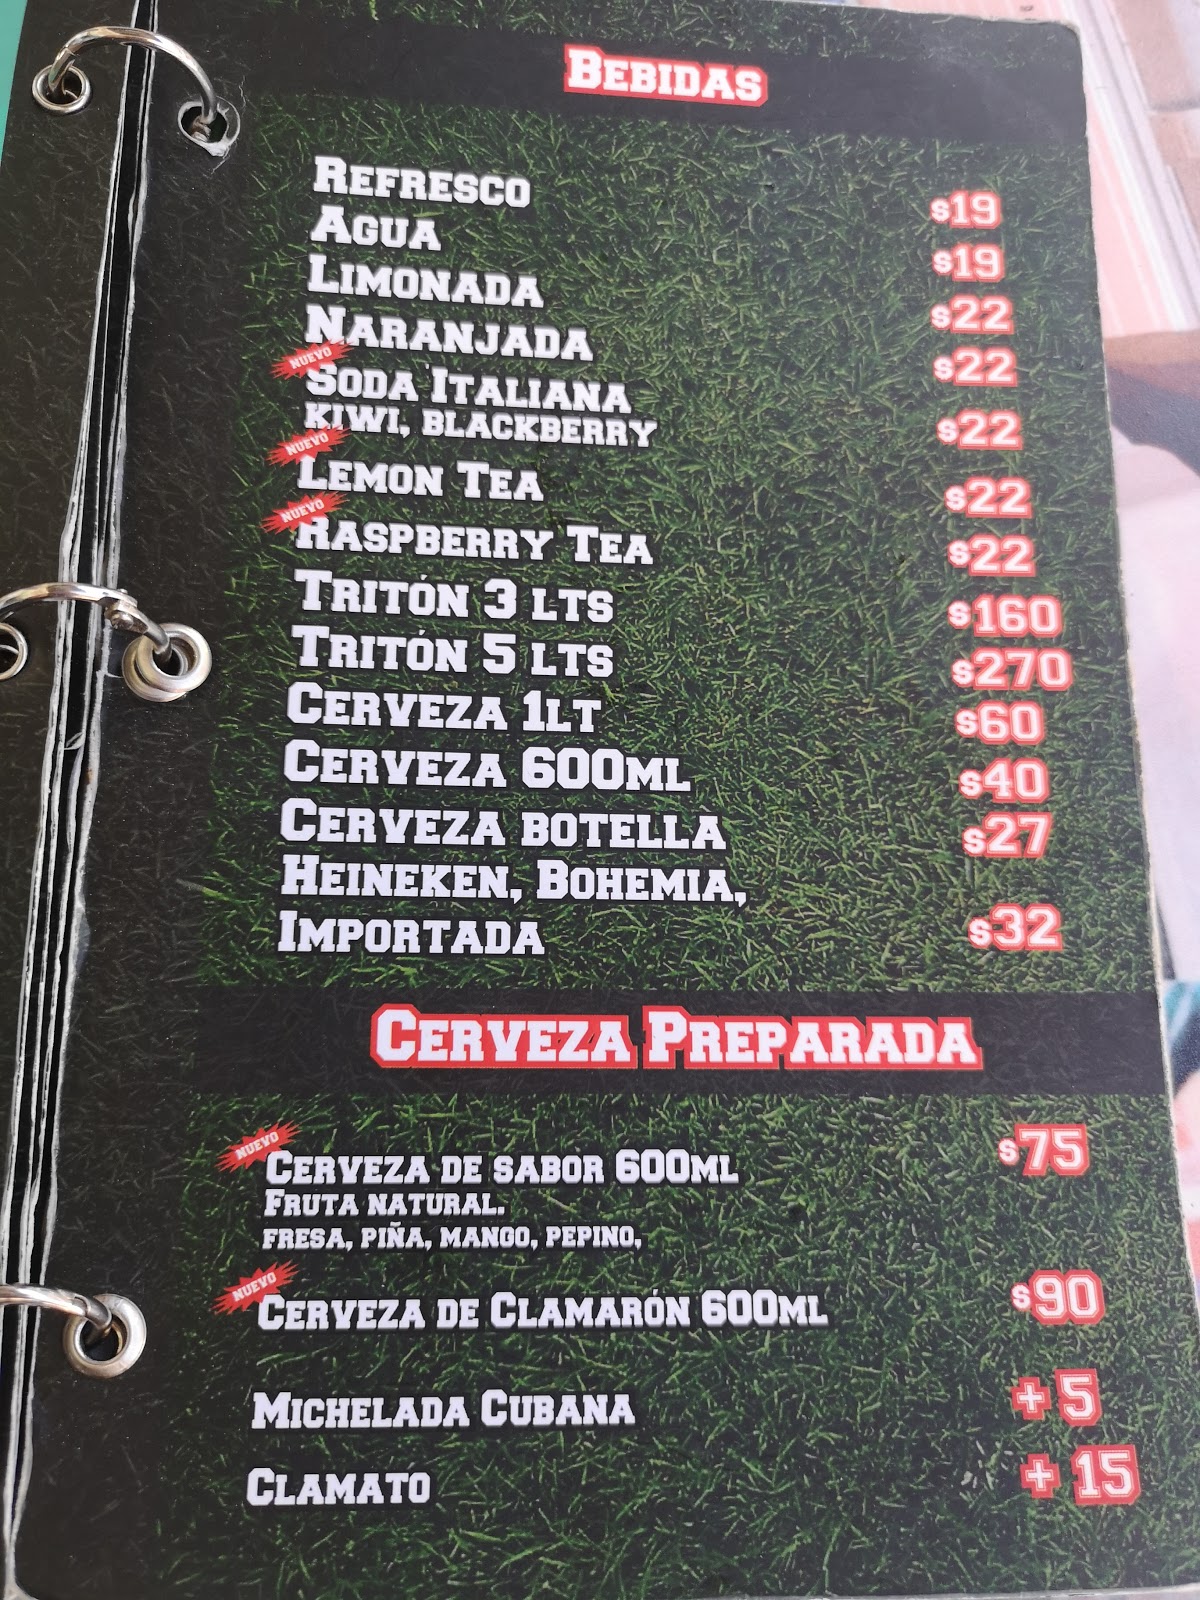 Bebidas
Refresco $19
Agua $19
Limonada $22
Naranjada $22
Nuevo
Soda Italiana
Kiwi, Blackberry $22
Nuevo
Lemon Tea $22
Nuevo
Raspberry Tea $22
Tritón 3 lts $160
Tritón 5 lts $270
Cerveza 1lt $60
Cerveza 600ml $40
Cerveza botella $27
Heineken, Bohemia,
Importada $32
Cerveza Preparada
Nuevo
Cerveza de sabor 600ml $75
Fruta natural.
fresa, piña, mango, pepino,
Nuevo
Cerveza de Clamarón 600ml $90
Michelada Cubana + 5
Clamato + 15